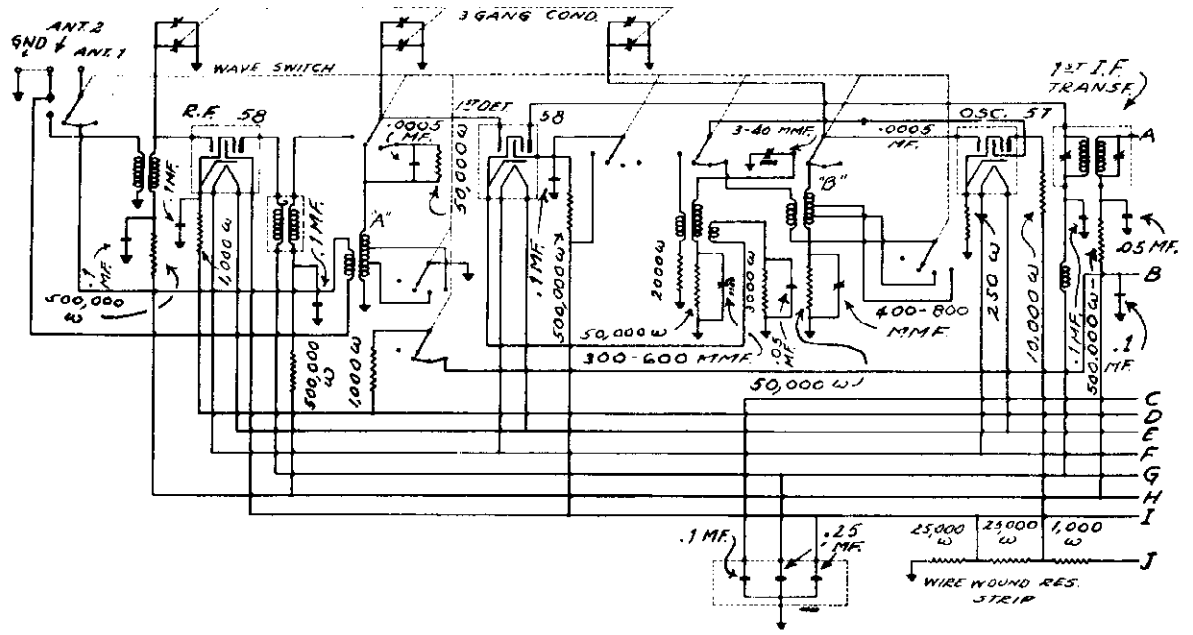 3 GANG COND.
ANT. 2
GND
ANT. 1
WAVE SWITCH
1ST I.F.
TRANSF.
R.F. 58
1ST DET. 58
OSC. 57
.0005
MF.
50,000 ω
3-40 MMF.
.0005
MF.
A
"A"
"B"
.1 MF.
.1
MF.
1,000 ω
.1 MF.
500,000
ω
.1 MF.
500,000 ω
2000 ω
3000 ω
50,000 ω
300-600 MMF.
.05
MF.
50,000 ω
400-800
MMF.
250 ω
10,000 ω
.1 MF.
500,000 ω
.05 MF.
B
.1
MF.
500,000
ω
1,000 ω
C
D
E
F
G
H
I
25,000
ω
25,000
ω
1,000
ω
J
.1 MF.
.25
MF.
WIRE WOUND RES.
STRIP